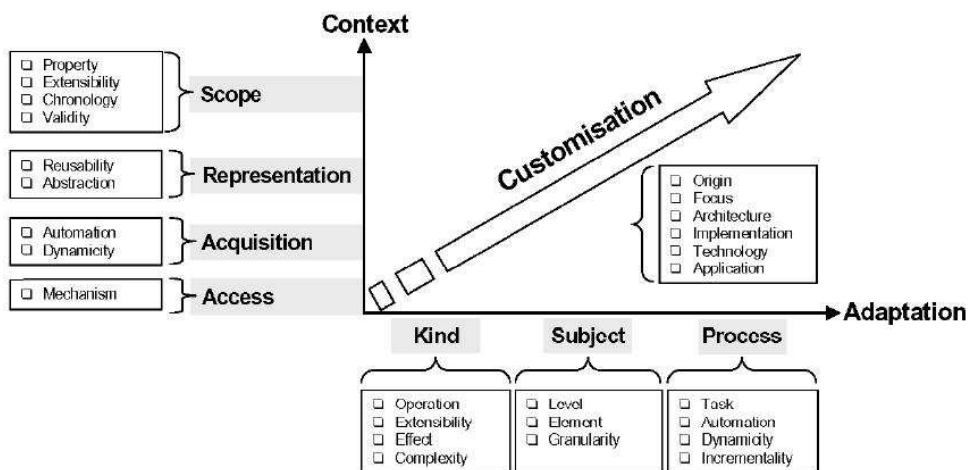 Context
Property
Extensibility
Chronology
Validity
Scope
Reusability
Abstraction
Representation
Automation
Dynamicity
Acquisition
Mechanism
Access
Customisation
Origin
Focus
Architecture
Implementation
Technology
Application
Adaptation
Kind
Subject
Process
Operation
Extensibility
Effect
Complexity
Level
Element
Granularity
Task
Automation
Dynamicity
Incrementality